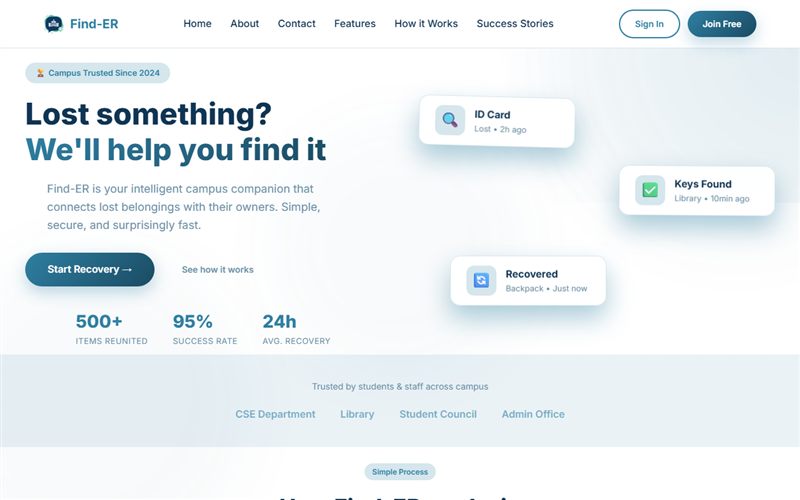 Find-ER
Home About Contact Features How it Works Success Stories
Sign In
Join Free
Campus Trusted Since 2024
Lost something?
We'll help you find it
Find-ER is your intelligent campus companion that
connects lost belongings with their owners. Simple,
secure, and surprisingly fast.
Start Recovery →
See how it works
500+
ITEMS REUNITED
95%
SUCCESS RATE
24h
AVG. RECOVERY
ID Card
Lost • 2h ago
Keys Found
Library • 10min ago
Recovered
Backpack • Just now
Trusted by students & staff across campus
CSE Department Library Student Council Admin Office
Simple Process